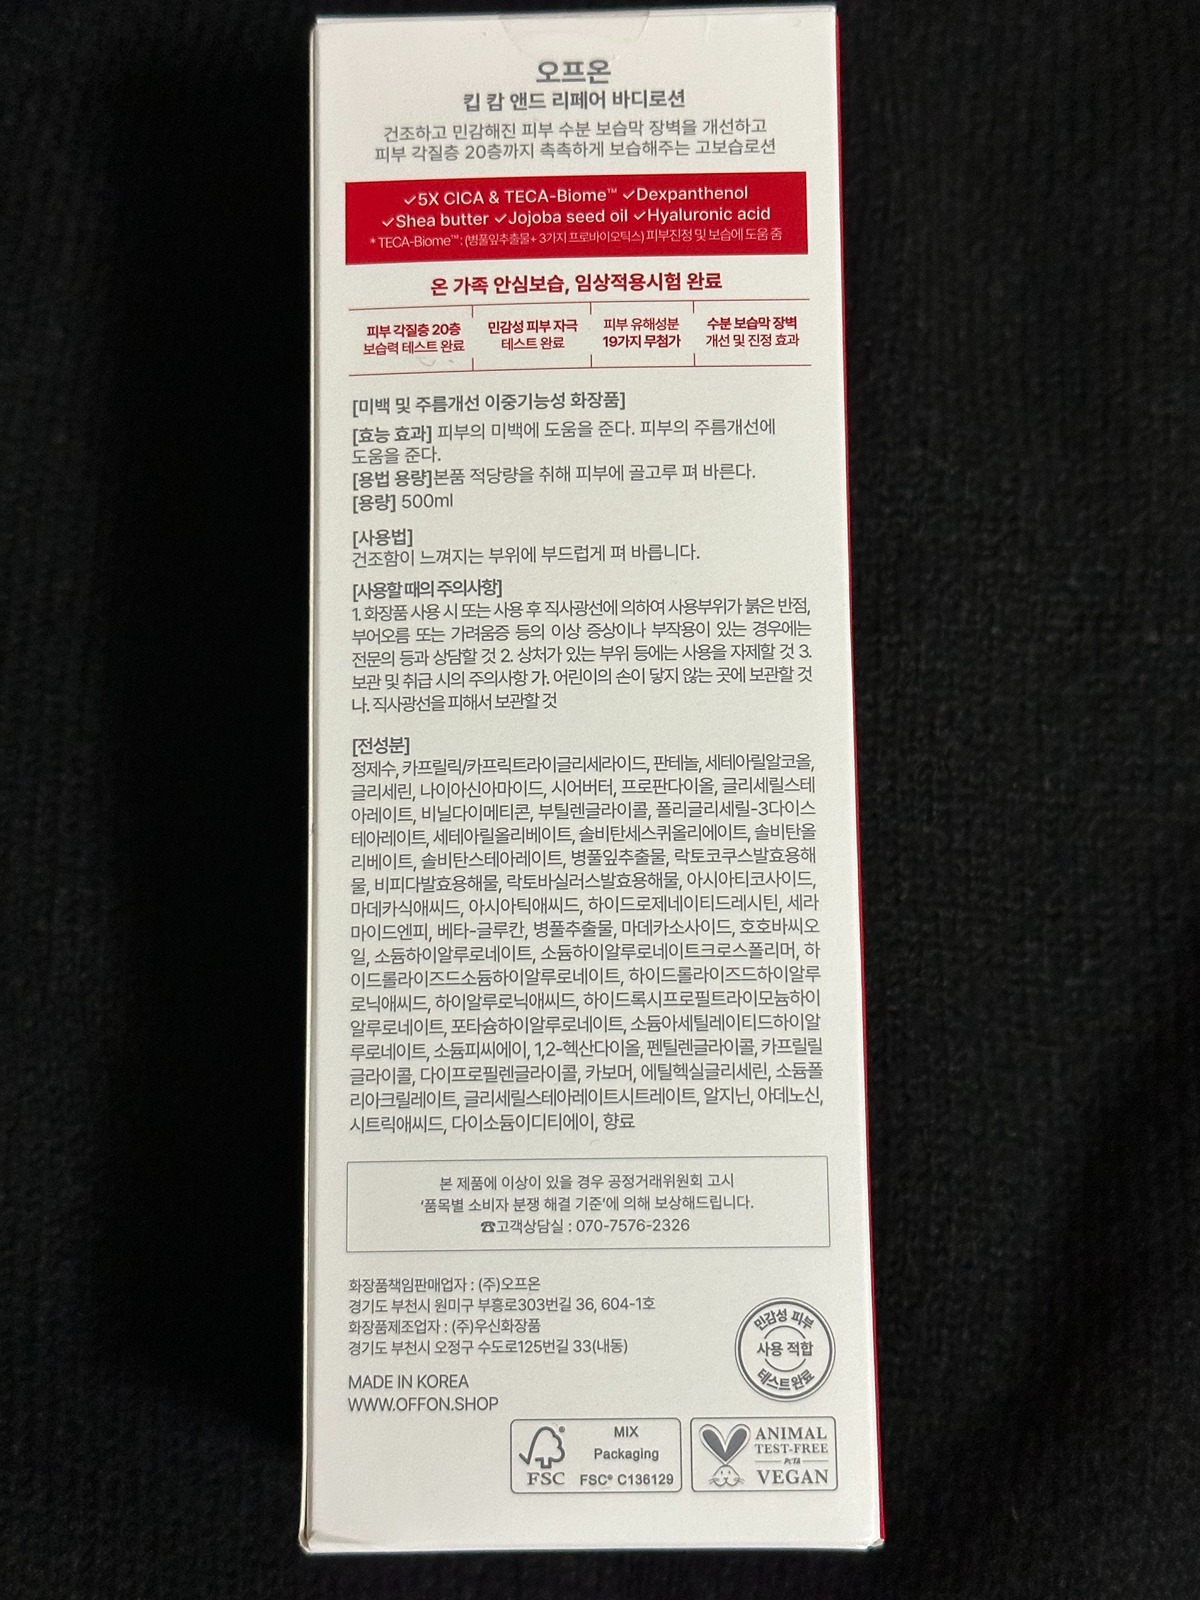 오프온
킵 캄 앤드 리페어 바디로션
건조하고 민감해진 피부 수분 보습막 장벽을 개선하고
피부 각질층 20층까지 촉촉하게 보습해주는 고보습로션
✓5X CICA & TECA-Biome™ ✓Dexpanthenol
✓Shea butter ✓Jojoba seed oil ✓Hyaluronic acid
* TECA-Biome™ : (병풀잎추출물+ 3가지 프로바이오틱스) 피부진정 및 보습에 도움 줌
온 가족 안심보습, 임상적용시험 완료
피부 각질층 20층
보습력 테스트 완료
민감성 피부 자극
테스트 완료
피부 유해성분
19가지 무첨가
수분 보습막 장벽
개선 및 진정 효과
[미백 및 주름개선 이중기능성 화장품]
[효능 효과] 피부의 미백에 도움을 준다. 피부의 주름개선에
도움을 준다.
[용법 용량]본품 적당량을 취해 피부에 골고루 펴 바른다.
[용량] 500ml
[사용법]
건조함이 느껴지는 부위에 부드럽게 펴 바릅니다.
[사용할 때의 주의사항]
1. 화장품 사용 시 또는 사용 후 직사광선에 의하여 사용부위가 붉은 반점,
부어오름 또는 가려움증 등의 이상 증상이나 부작용이 있는 경우에는
전문의 등과 상담할 것 2. 상처가 있는 부위 등에는 사용을 자제할 것 3.
보관 및 취급 시의 주의사항 가. 어린이의 손이 닿지 않는 곳에 보관할 것
나. 직사광선을 피해서 보관할 것
[전성분]
정제수, 카프릴릭/카프릭트라이글리세라이드, 판테놀, 세테아릴알코올,
글리세린, 나이아신아마이드, 시어버터, 프로판다이올, 글리세릴스테
아레이트, 비닐다이메티콘, 부틸렌글라이콜, 폴리글리세릴-3다이스
테아레이트, 세테아릴올리베이트, 솔비탄세스퀴올리에이트, 솔비탄올
리베이트, 솔비탄스테아레이트, 병풀잎추출물, 락토코쿠스발효용해
물, 비피다발효용해물, 락토바실러스발효용해물, 아시아티코사이드,
마데카식애씨드, 아시아틱애씨드, 하이드로제네이티드레시틴, 세라
마이드엔피, 베타-글루칸, 병풀추출물, 마데카소사이드, 호호바씨오
일, 소듐하이알루로네이트, 소듐하이알루로네이트크로스폴리머, 하
이드롤라이즈드소듐하이알루로네이트, 하이드롤라이즈드하이알루
로닉애씨드, 하이알루로닉애씨드, 하이드록시프로필트라이모늄하이
알루로네이트, 포타슘하이알루로네이트, 소듐아세틸레이티드하이알
루로네이트, 소듐피씨에이, 1,2-헥산다이올, 펜틸렌글라이콜, 카프릴릴
글라이콜, 다이프로필렌글라이콜, 카보머, 에틸헥실글리세린, 소듐폴
리아크릴레이트, 글리세릴스테아레이트시트레이트, 알지닌, 아데노신,
시트릭애씨드, 다이소듐이디티에이, 향료
본 제품에 이상이 있을 경우 공정거래위원회 고시
‘품목별 소비자 분쟁 해결 기준’에 의해 보상해드립니다.
☎고객상담실 : 070-7576-2326
화장품책임판매업자 : (주)오프온
경기도 부천시 원미구 부흥로303번길 36, 604-1호
화장품제조업자 : (주)우신화장품
경기도 부천시 오정구 수도로125번길 33(내동)
MADE IN KOREA
WWW.OFFON.SHOP
민감성 피부
사용 적합
테스트완료
FSC
MIX
Packaging
FSC® C136129
ANIMAL
TEST-FREE
PETA
VEGAN